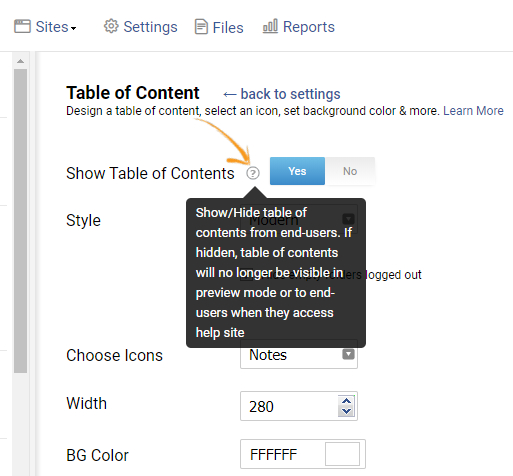 Sites Settings Files Reports
Table of Content ← back to settings
Design a table of content, select an icon, set background color & more. Learn More
Show Table of Contents ? Yes No
Style
Show/Hide table of
contents from end-users. If
hidden, table of contents
will no longer be visible in
preview mode or to end-
users when they access
help site
logged out
Choose Icons Notes
Width 280
BG Color FFFFFF